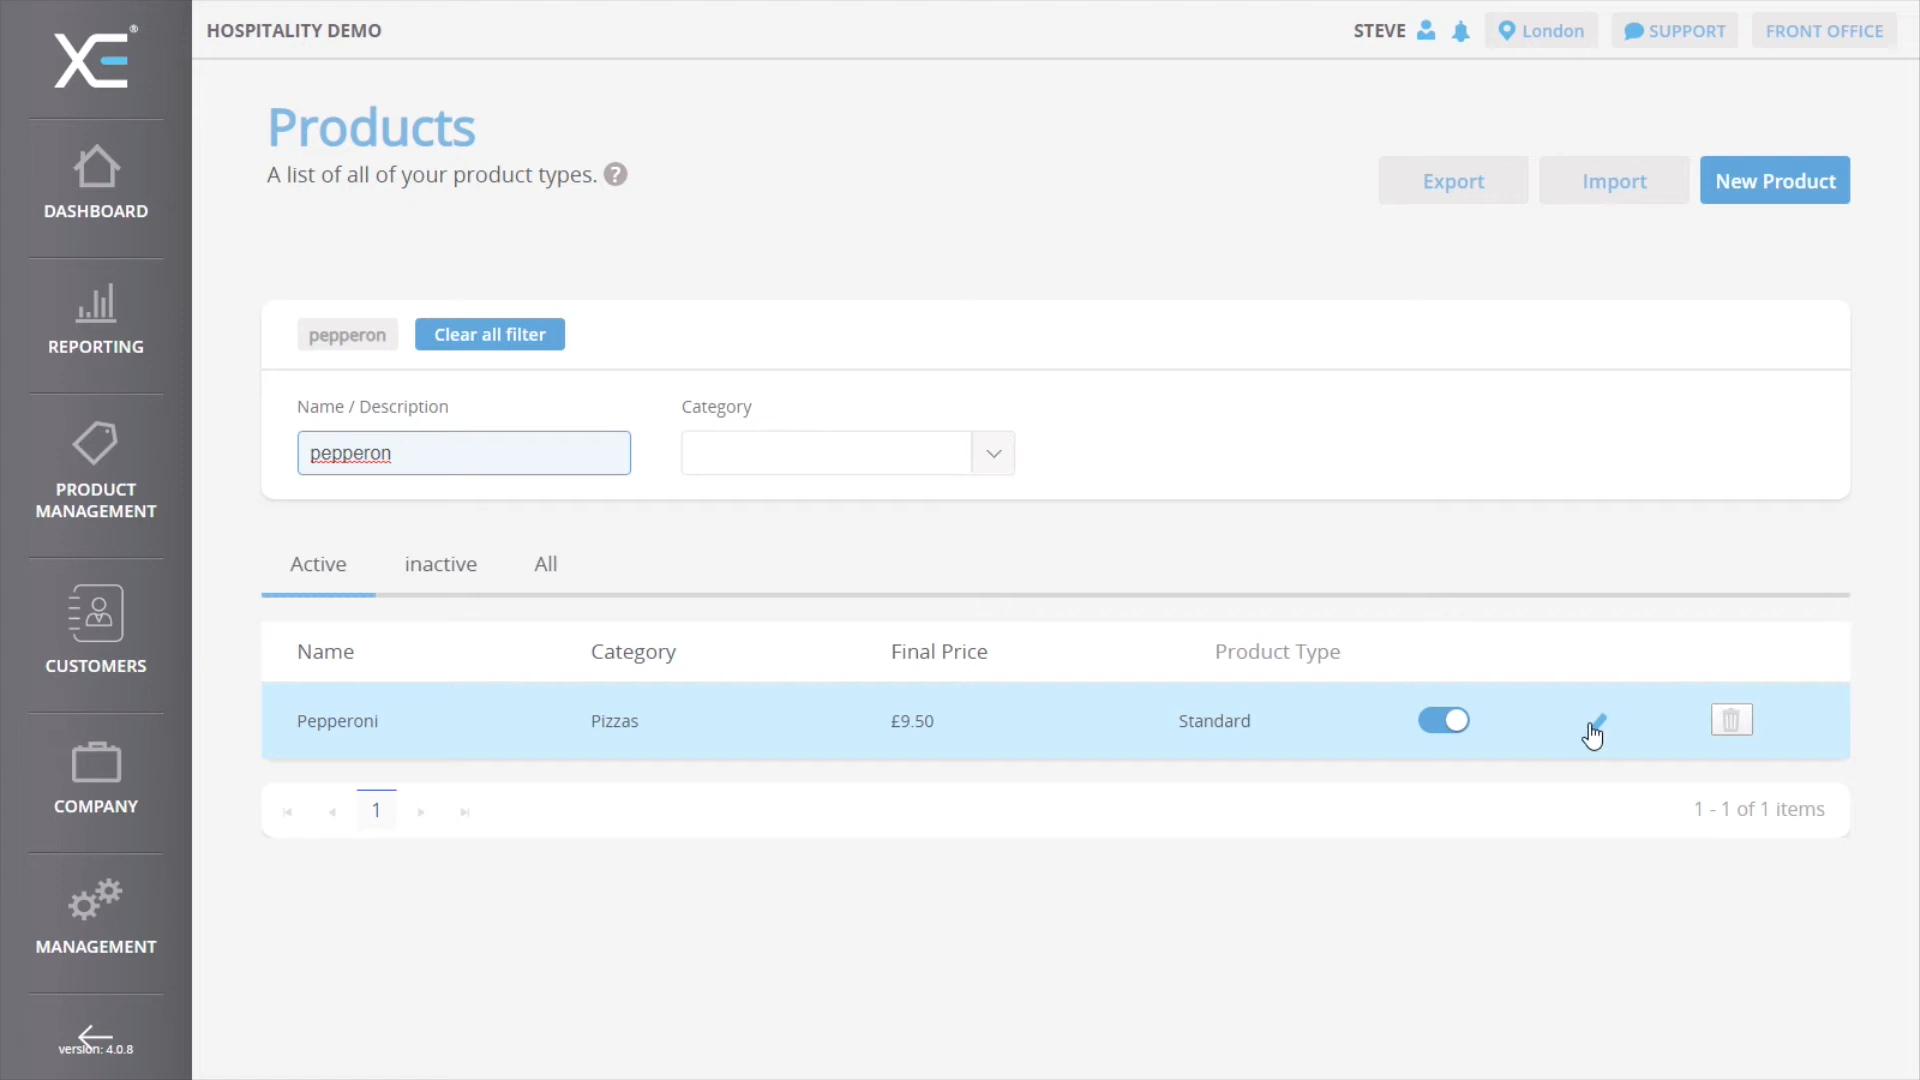 XE®
HOSPITALITY DEMO
STEVE
London
SUPPORT
FRONT OFFICE
DASHBOARD
REPORTING
PRODUCT
MANAGEMENT
CUSTOMERS
COMPANY
MANAGEMENT
version: 4.0.8
Products
A list of all of your product types. ?
Export
Import
New Product
pepperon
Clear all filter
Name / Description
Category
pepperon
Active
inactive
All
Name
Category
Final Price
Product Type
Pepperoni
Pizzas
£9.50
Standard
1
1 - 1 of 1 items